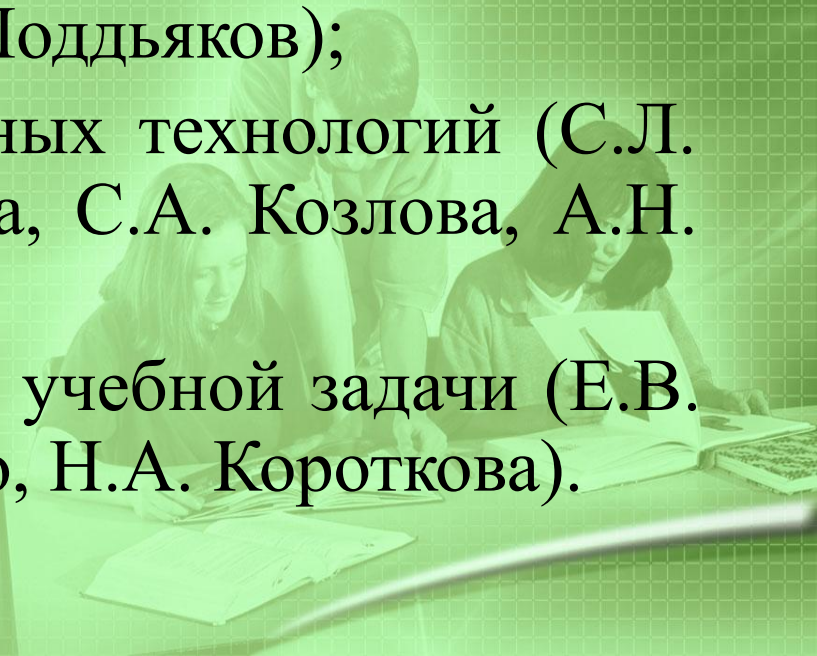 Поддьяков);
ных технологий (С.Л.
а, С.А. Козлова, А.Н.
учебной задачи (Е.В.
о, Н.А. Короткова).